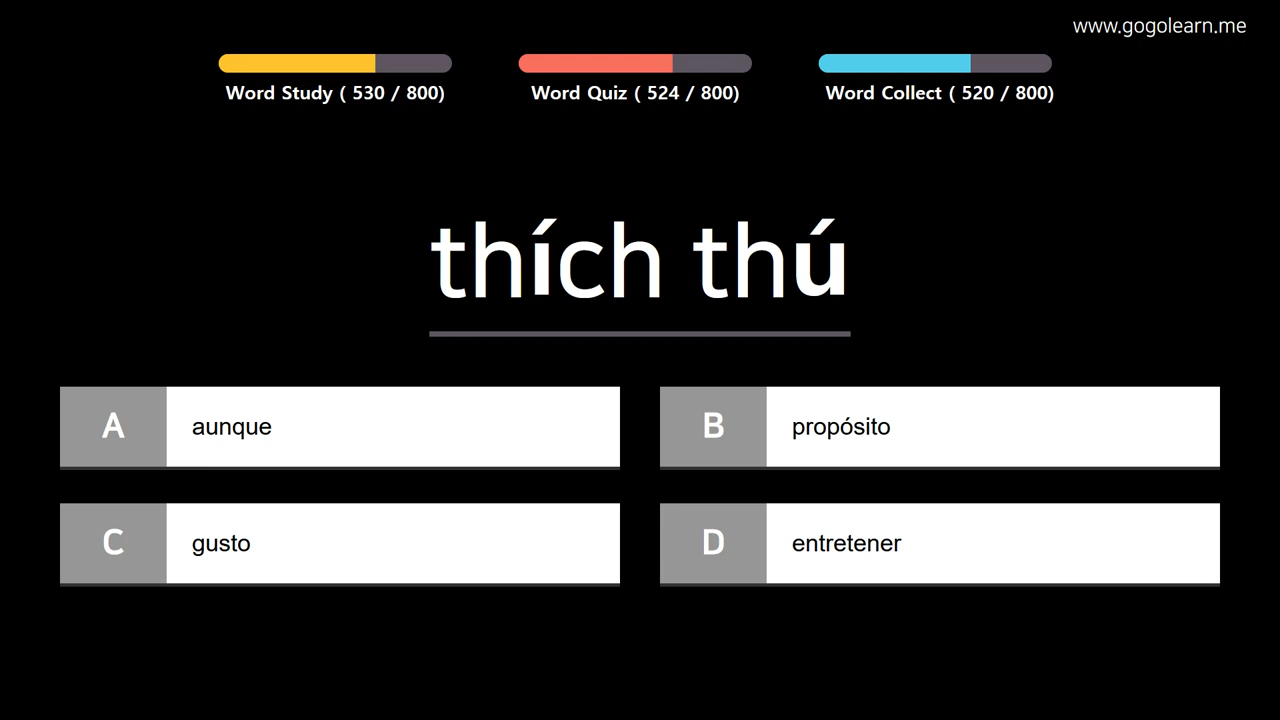 www.gogolearn.me
Word Study ( 530 / 800)
Word Quiz ( 524 / 800)
Word Collect ( 520 / 800)
thích thú
A aunque
B propósito
C gusto
D entretener